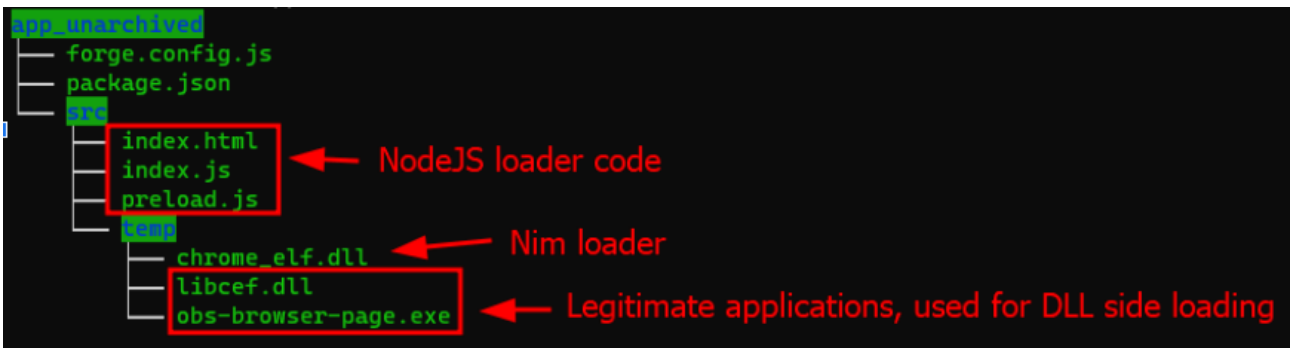 app_unarchived
forge.config.js
package.json
src
index.html
index.js
NodeJS loader code
preload.js
temp
Nim loader
chrome_elf.dll
libcef.dll
obs-browser-page.exe
Legitimate applications, used for DLL side loading